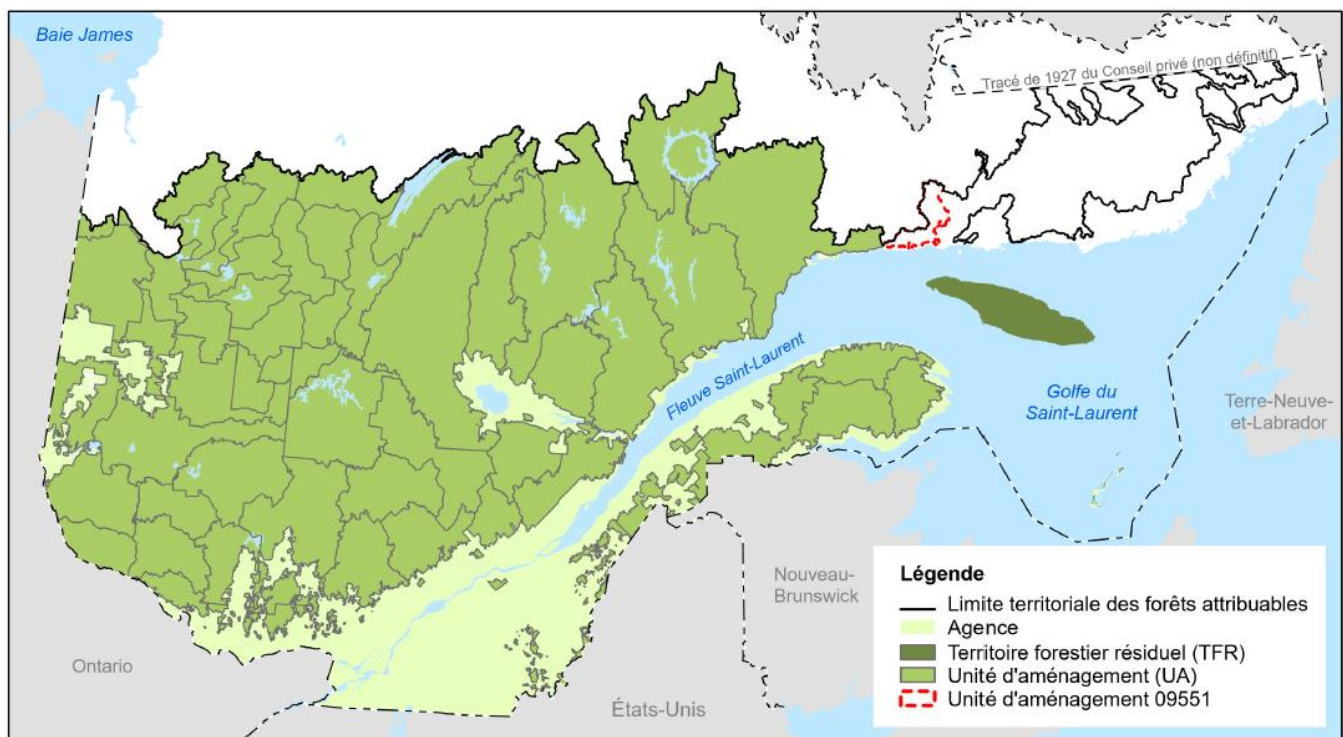 Baie James
Tracé de 1927 du Conseil privé (non définitif)
Fleuve Saint-Laurent
Golfe du
Saint-Laurent
Terre-Neuve-
et-Labrador
Nouveau-
Brunswick
Ontario
États-Unis
Légende
Limite territoriale des forêts attribuables
Agence
Territoire forestier résiduel (TFR)
Unité d'aménagement (UA)
Unité d'aménagement 09551